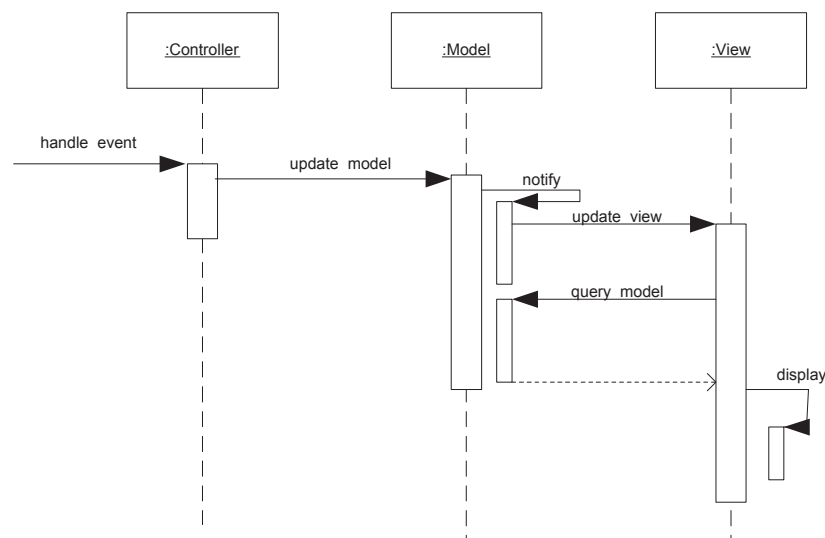 :Controller
:Model
:View
handle event
update model
notify
update view
query model
display